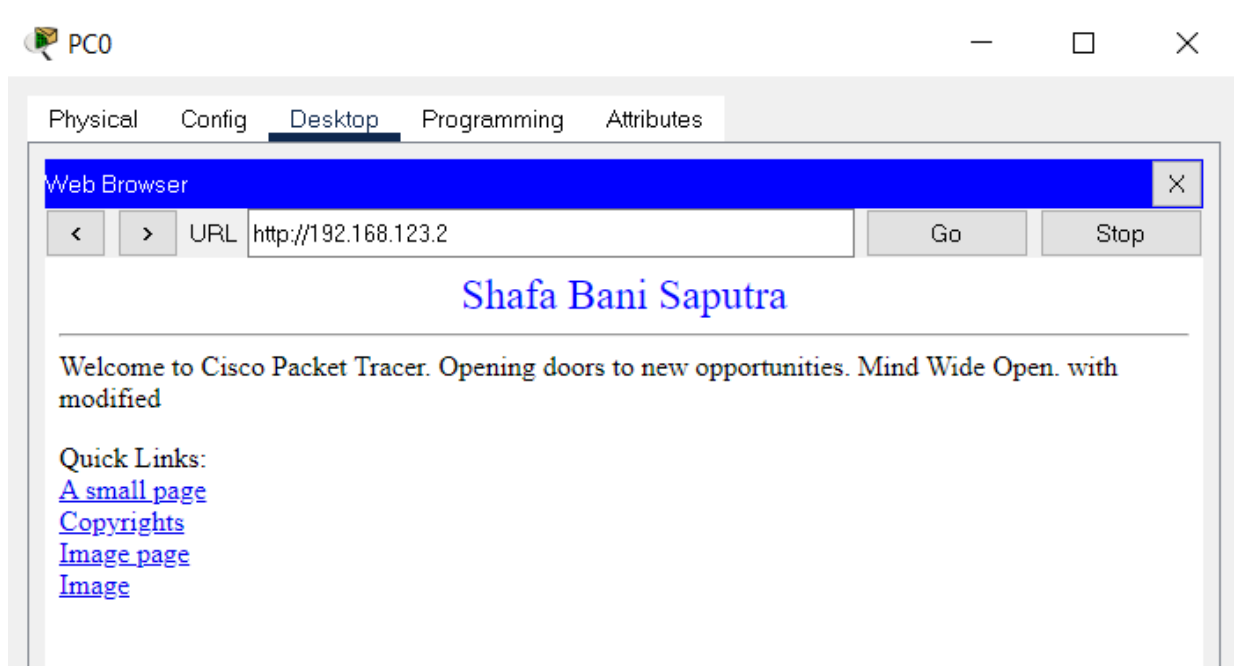 PC0
Physical Config Desktop Programming Attributes
Web Browser X
< > URL http://192.168.123.2 Go Stop
Shafa Bani Saputra
Welcome to Cisco Packet Tracer. Opening doors to new opportunities. Mind Wide Open. with
modified
Quick Links:
A small page
Copyrights
Image page
Image